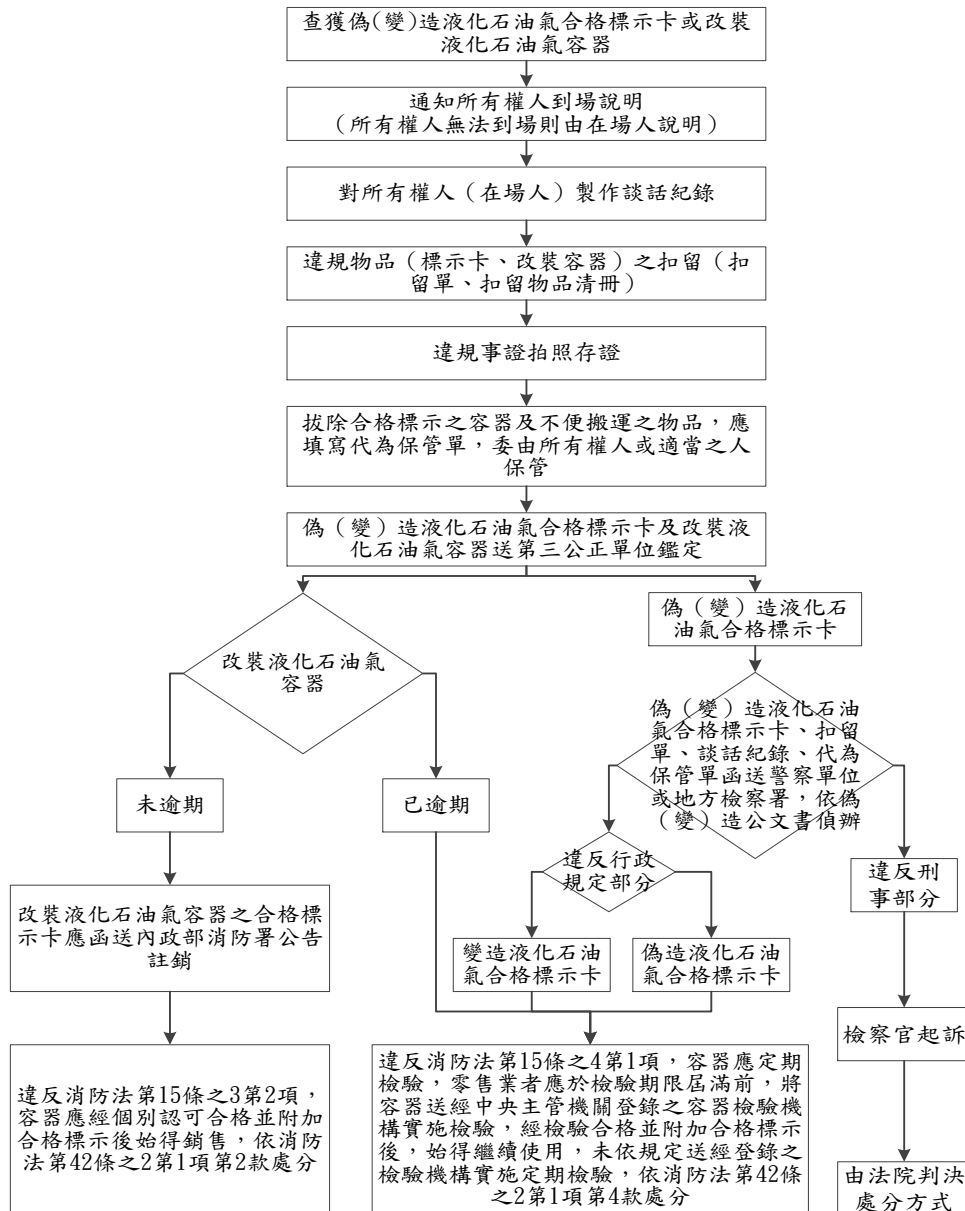 查獲偽(變)造液化石油氣合格標示卡或改裝
液化石油氣容器
通知所有權人到場說明
（所有權人無法到場則由在場人說明）
對所有權人（在場人）製作談話紀錄
違規物品（標示卡、改裝容器）之扣留（扣
留單、扣留物品清冊）
違規事證拍照存證
拔除合格標示之容器及不便搬運之物品，應
填寫代為保管單，委由所有權人或適當之人
保管
偽（變）造液化石油氣合格標示卡及改裝液
化石油氣容器送第三公正單位鑑定
改裝液化石油氣
容器
未逾期
已逾期
改裝液化石油氣容器之合格標
示卡應函送內政部消防署公告
註銷
違反消防法第15條之3第2項，
容器應經個別認可合格並附加
合格標示後始得銷售，依消防
法第42條之2第1項第2款處分
偽（變）造液化石
油氣合格標示卡
偽（變）造液化石油
氣合格標示卡、扣留
單、談話紀錄、代為
保管單函送警察單位
或地方檢察署，依偽
（變）造公文書偵辦
違反行政
規定部分
變造液化石油
氣合格標示卡
偽造液化石油
氣合格標示卡
違反消防法第15條之4第1項，容器應定期
檢驗，零售業者應於檢驗期限屆滿前，將
容器送經中央主管機關登錄之容器檢驗機
構實施檢驗，經檢驗合格並附加合格標示
後，始得繼續使用，未依規定送經登錄之
檢驗機構實施定期檢驗，依消防法第42條
之2第1項第4款處分
違反刑
事部分
檢察官起訴
由法院判決
處分方式